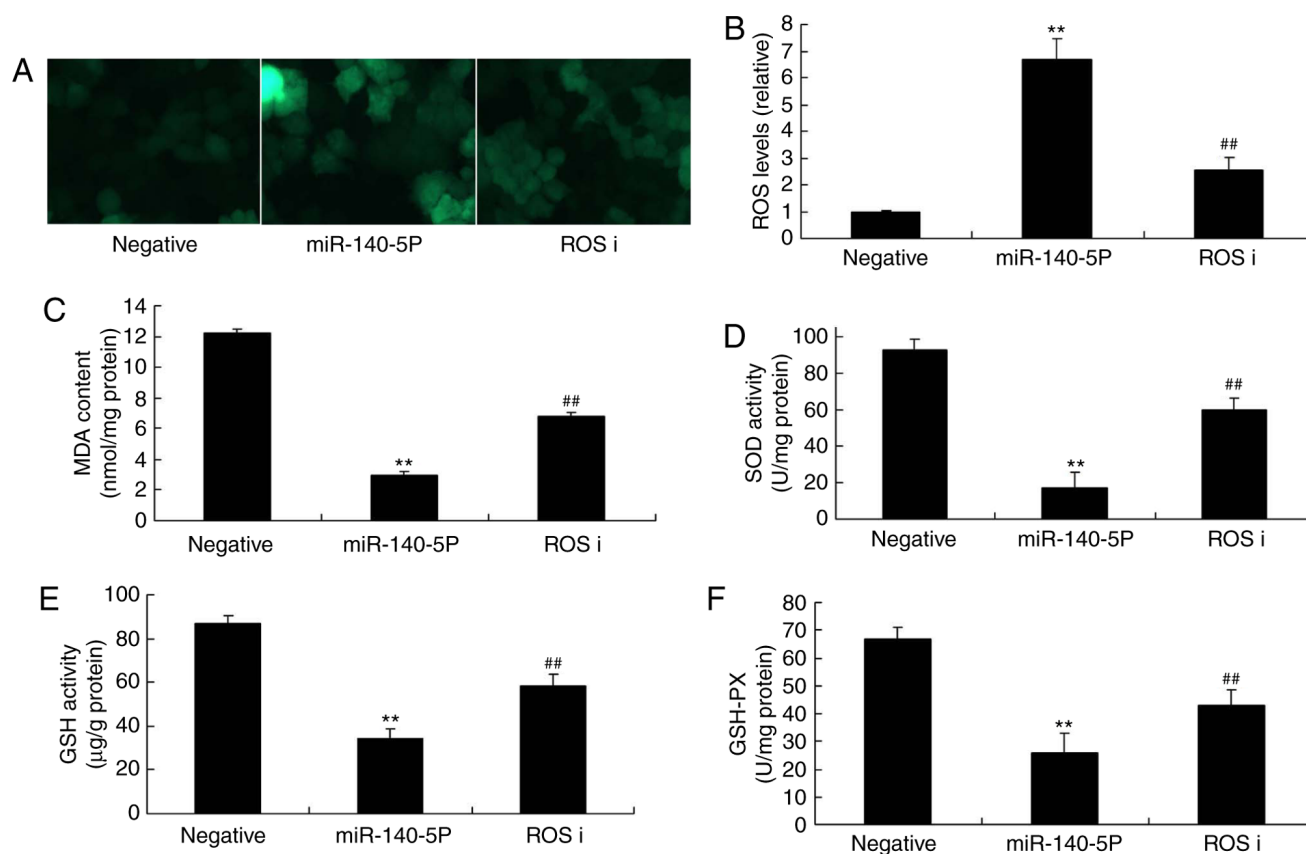 A
Negative
miR-140-5P
ROS i
B
ROS levels (relative)
8
7
6
5
4
3
2
1
0
**
##
Negative
miR-140-5P
ROS i
C
MDA content
(nmol/mg protein)
14
12
10
8
6
4
2
0
**
##
Negative
miR-140-5P
ROS i
D
SOD activity
(U/mg protein)
100
80
60
40
20
0
**
##
Negative
miR-140-5P
ROS i
E
GSH activity
(µg/g protein)
100
80
60
40
20
0
**
##
Negative
miR-140-5P
ROS i
F
GSH-PX
(U/mg protein)
80
70
60
50
40
30
20
10
0
**
##
Negative
miR-140-5P
ROS i